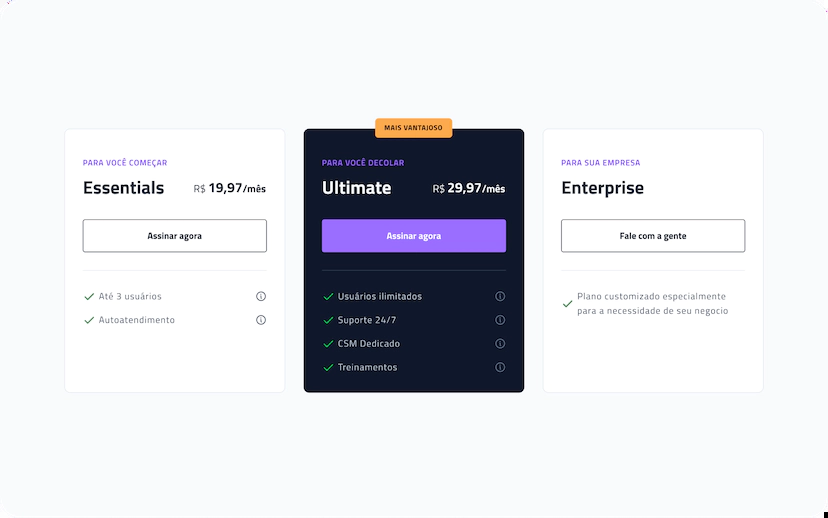 PARA VOCÊ COMEÇAR
Essentials R$ 19,97/mês
Assinar agora
Até 3 usuários
Autoatendimento
MAIS VANTAJOSO
PARA VOCÊ DECOLAR
Ultimate R$ 29,97/mês
Assinar agora
Usuários ilimitados
Suporte 24/7
CSM Dedicado
Treinamentos
PARA SUA EMPRESA
Enterprise
Fale com a gente
Plano customizado especialmente
para a necessidade de seu negocio